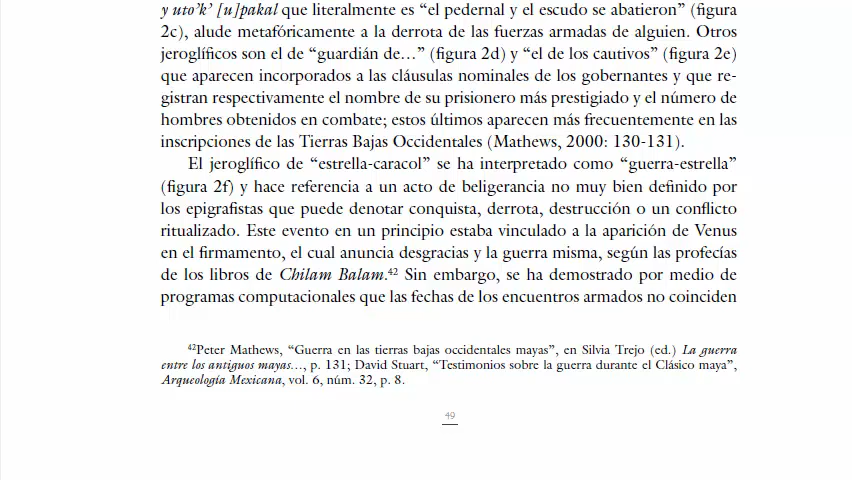 y uto’k’ [u]pakal que literalmente es “el pedernal y el escudo se abatieron” (figura
2c), alude metafóricamente a la derrota de las fuerzas armadas de alguien. Otros
jeroglíficos son el de “guardián de…” (figura 2d) y “el de los cautivos” (figura 2e)
que aparecen incorporados a las cláusulas nominales de los gobernantes y que re-
gistran respectivamente el nombre de su prisionero más prestigiado y el número de
hombres obtenidos en combate; estos últimos aparecen más frecuentemente en las
inscripciones de las Tierras Bajas Occidentales (Mathews, 2000: 130-131).
El jeroglífico de “estrella-caracol” se ha interpretado como “guerra-estrella”
(figura 2f) y hace referencia a un acto de beligerancia no muy bien definido por
los epigrafistas que puede denotar conquista, derrota, destrucción o un conflicto
ritualizado. Este evento en un principio estaba vinculado a la aparición de Venus
en el firmamento, el cual anuncia desgracias y la guerra misma, según las profecías
de los libros de Chilam Balam.⁴² Sin embargo, se ha demostrado por medio de
programas computacionales que las fechas de los encuentros armados no coinciden
⁴²Peter Mathews, “Guerra en las tierras bajas occidentales mayas”, en Silvia Trejo (ed.) La guerra
entre los antiguos mayas…, p. 131; David Stuart, “Testimonios sobre la guerra durante el Clásico maya”,
Arqueología Mexicana, vol. 6, núm. 32, p. 8.
49